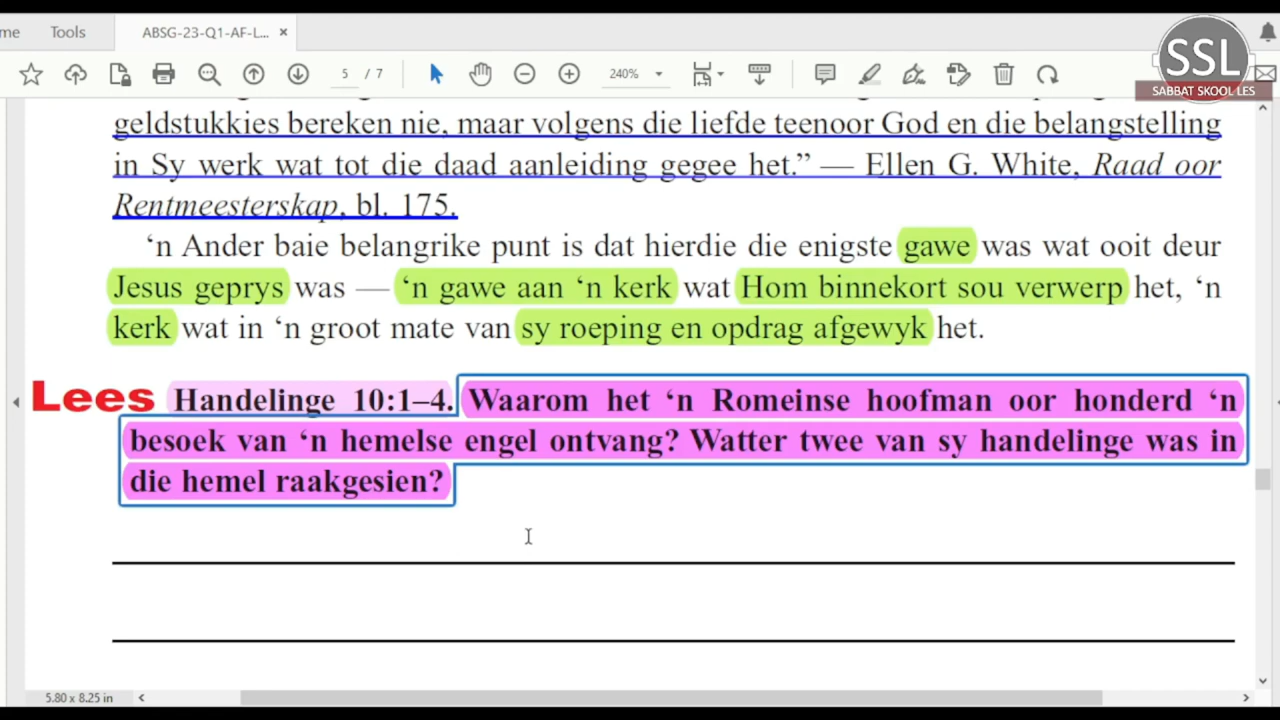 me Tools ABSG-23-Q1-AF-L... ×
SSL
SABBAT SKOOL LES
5 / 7 240%
geldstukkies bereken nie, maar volgens die liefde teenoor God en die belangstelling
in Sy werk wat tot die daad aanleiding gegee het.” — Ellen G. White, Raad oor
Rentmeesterskap, bl. 175.
‘n Ander baie belangrike punt is dat hierdie die enigste gawe was wat ooit deur
Jesus geprys was — ‘n gawe aan ‘n kerk wat Hom binnekort sou verwerp het, ‘n
kerk wat in ‘n groot mate van sy roeping en opdrag afgewyk het.
Lees Handelinge 10:1–4. Waarom het ‘n Romeinse hoofman oor honderd ‘n
besoek van ‘n hemelse engel ontvang? Watter twee van sy handelinge was in
die hemel raakgesien?
5.80 x 8.25 in